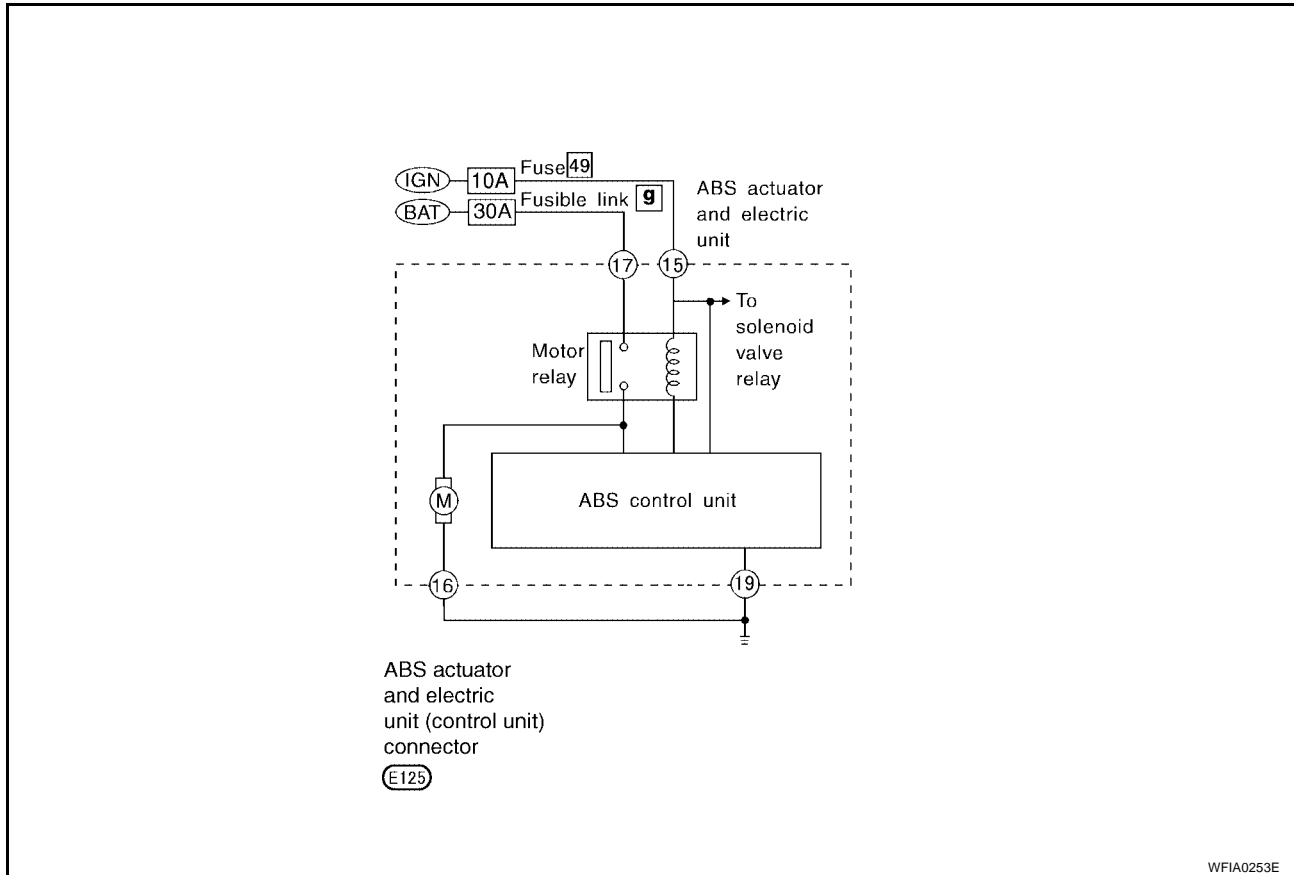 IGN 10A Fuse 49
BAT 30A Fusible link g
ABS actuator
and electric
unit
17 15
To
solenoid
valve
relay
Motor
relay
M
ABS control unit
16 19
ABS actuator
and electric
unit (control unit)
connector
E125
WFIA0253E